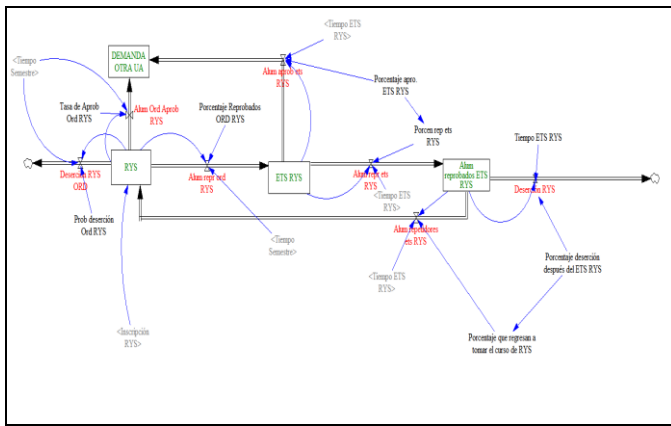 <Tiempo ETS
RYS>
<Tiempo
Semestre>
DEMANDA
OTRA UA
Alum aprob ets
RYS
Porcentaje apro.
ETS RYS
Tasa de Aprob
Ord RYS
Alum Ord Aprob
RYS
Porcentaje Reprobados
ORD RYS
Porcen rep ets
RYS
Tiempo ETS RYS
RYS
Deserción RYS
ORD
Alum repr ord
RYS
ETS RYS
Alum repr ets
RYS
Alum
reprobados ETS
RYS
Deserción RYS
<Tiempo ETS
RYS>
Prob deserción
Ord RYS
<Tiempo
Semestre>
Alum repetidores
ets RYS
<Tiempo ETS
RYS>
Porcentaje deserción
después del ETS RYS
<Inscripción
RYS>
Porcentaje que regresan a
tomar el curso de RYS